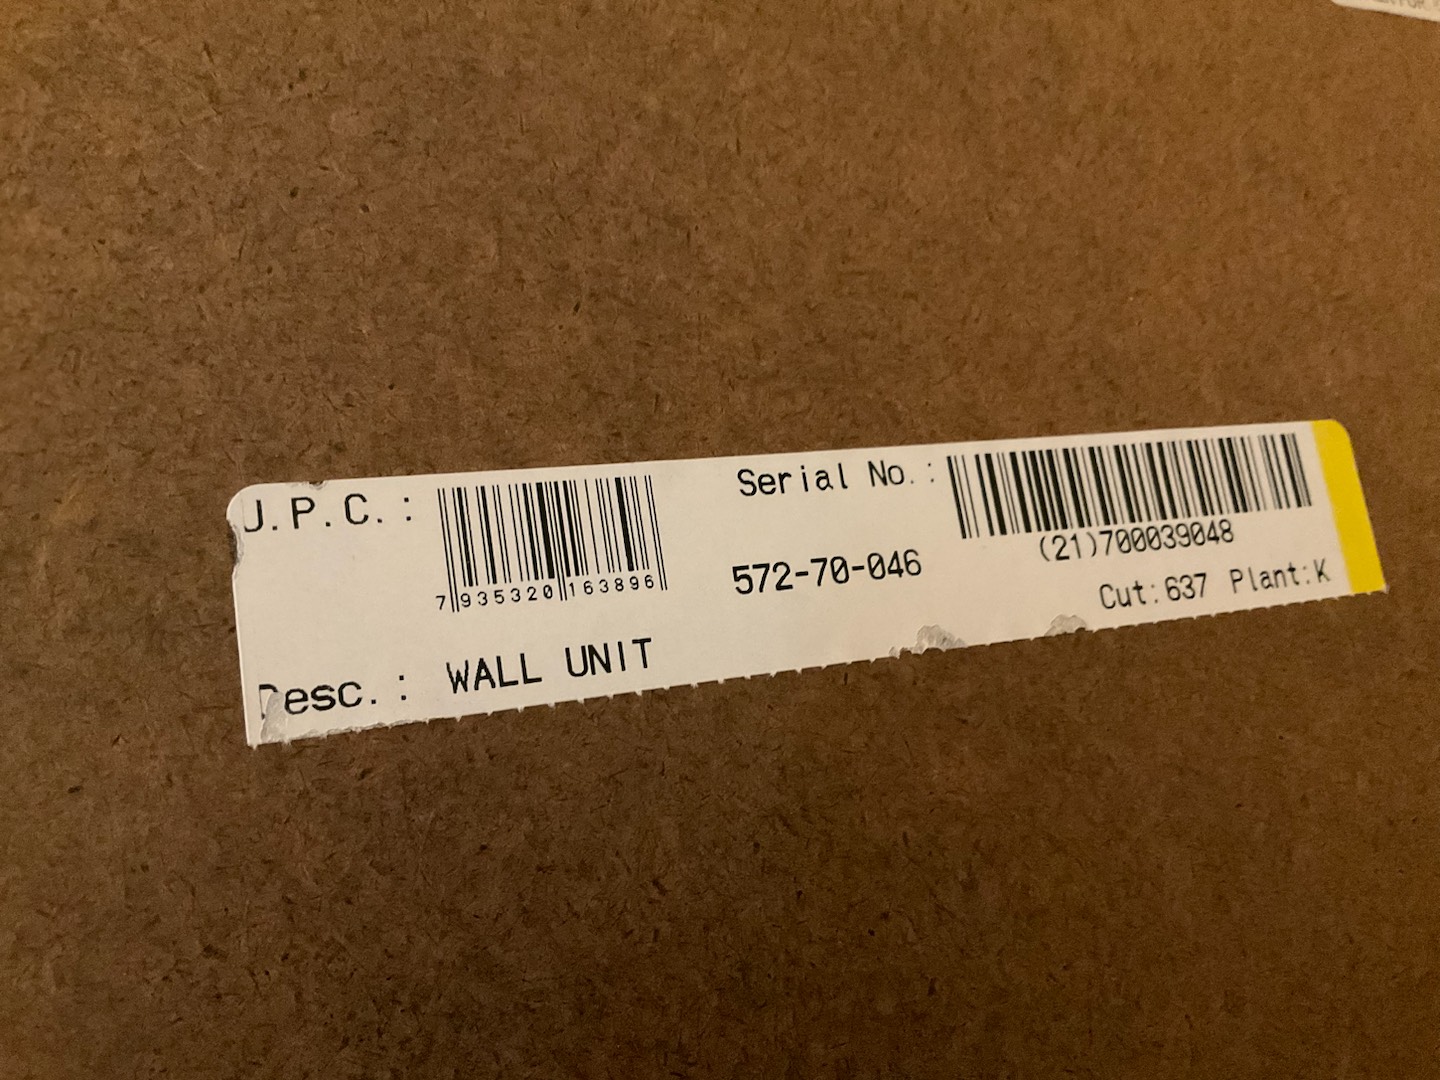 U.P.C. :
7 935320 163896
Desc. : WALL UNIT
Serial No. :
(21)700039048
572-70-046
Cut:637 Plant:K